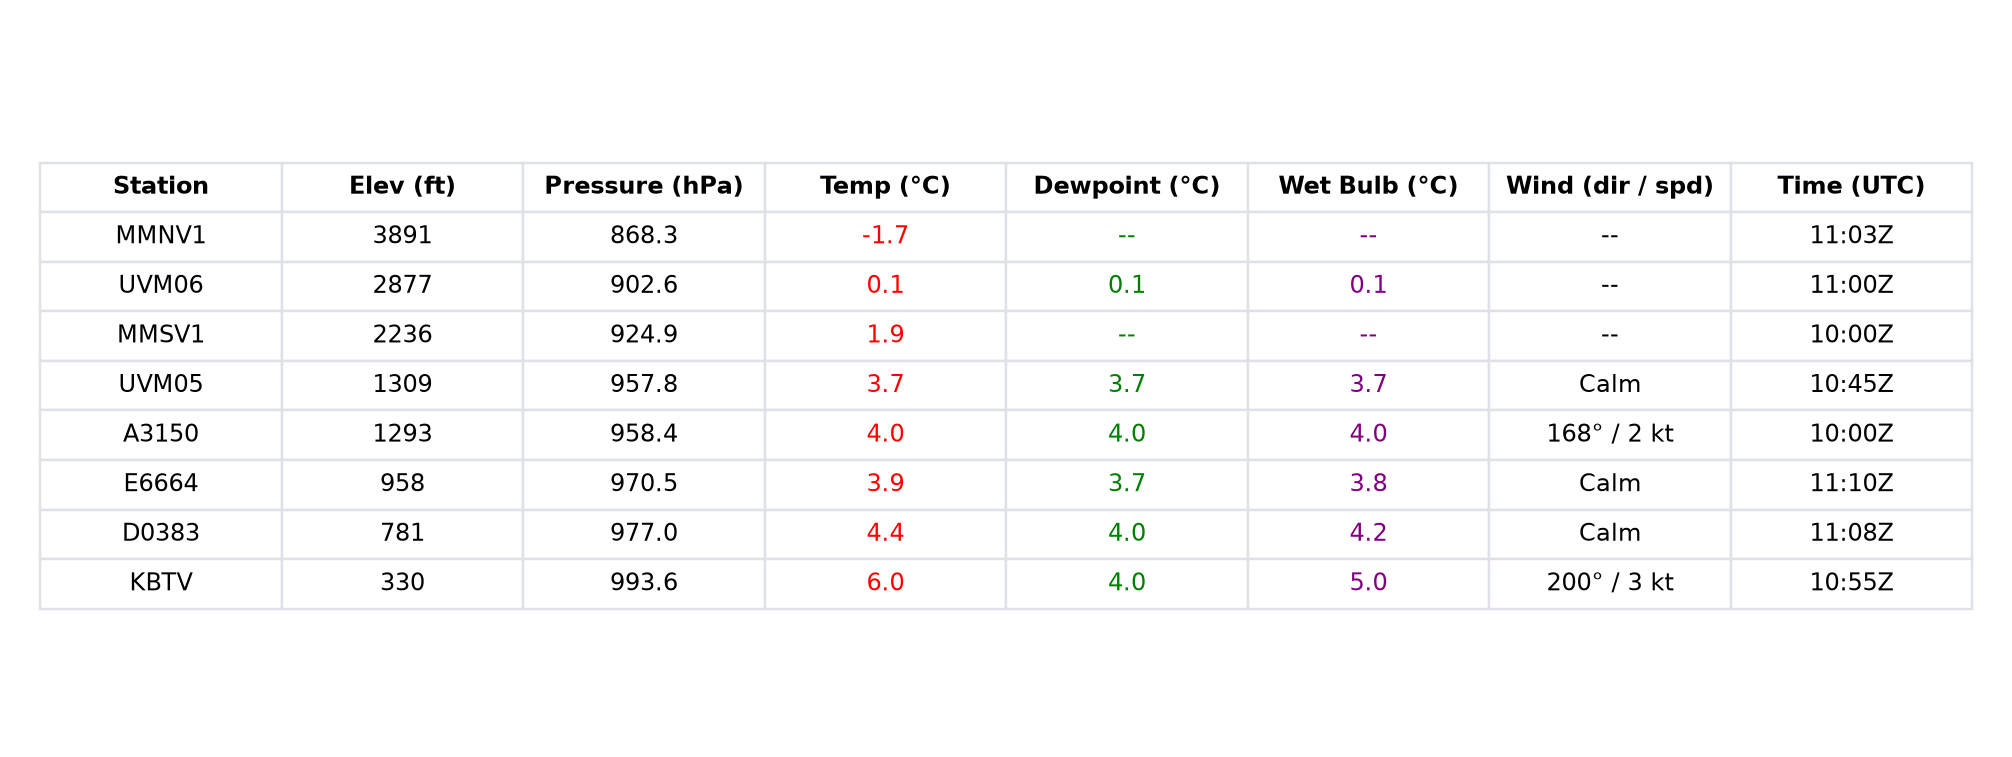 Station Elev (ft) Pressure (hPa) Temp (°C) Dewpoint (°C) Wet Bulb (°C) Wind (dir / spd) Time (UTC)
MMNV1 3891 868.3 -1.7 -- -- -- 11:03Z
UVM06 2877 902.6 0.1 0.1 0.1 -- 11:00Z
MMSV1 2236 924.9 1.9 -- -- -- 10:00Z
UVM05 1309 957.8 3.7 3.7 3.7 Calm 10:45Z
A3150 1293 958.4 4.0 4.0 4.0 168° / 2 kt 10:00Z
E6664 958 970.5 3.9 3.7 3.8 Calm 11:10Z
D0383 781 977.0 4.4 4.0 4.2 Calm 11:08Z
KBTV 330 993.6 6.0 4.0 5.0 200° / 3 kt 10:55Z